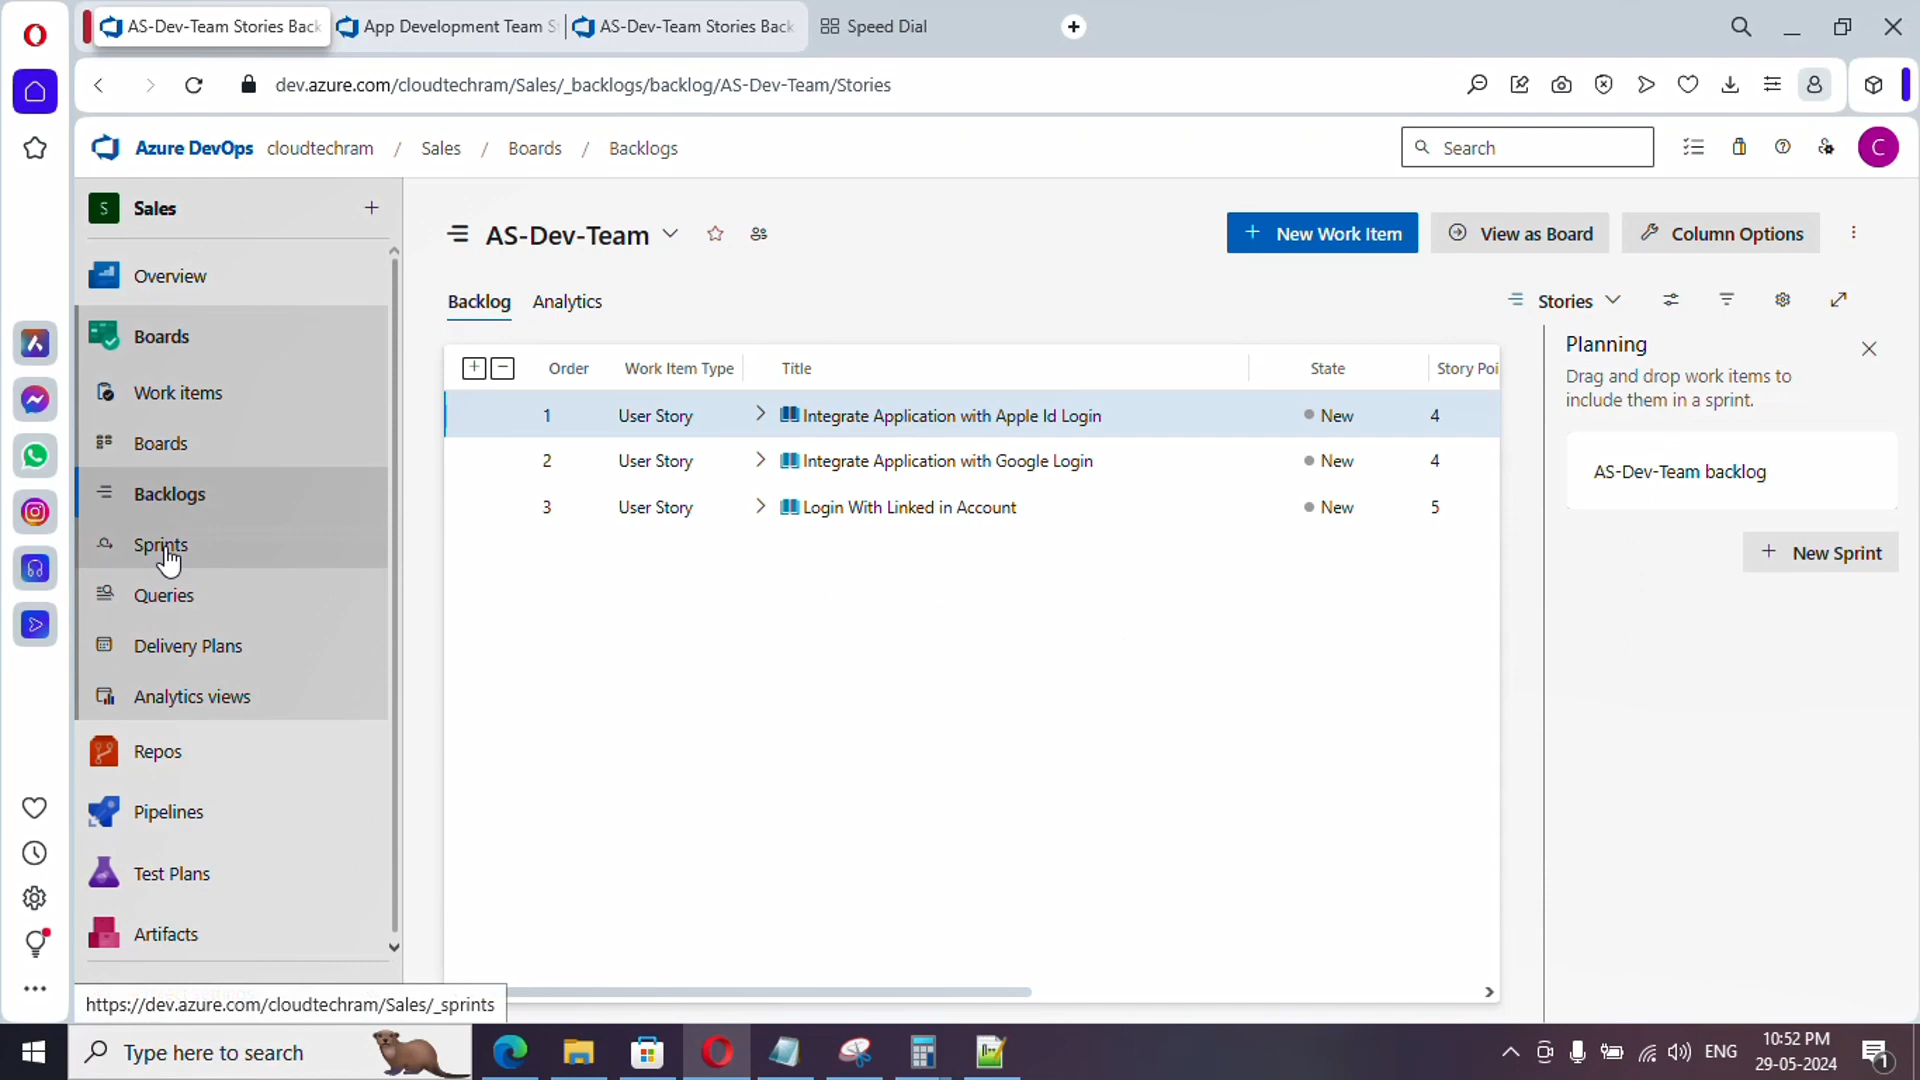 AS-Dev-Team Stories Back
App Development Team S
AS-Dev-Team Stories Back
Speed Dial
dev.azure.com/cloudtechram/Sales/_backlogs/backlog/AS-Dev-Team/Stories
Azure DevOps cloudtechram / Sales / Boards / Backlogs
Search
C
S Sales
Overview
Boards
Work items
Boards
Backlogs
Sprints
Queries
Delivery Plans
Analytics views
Repos
Pipelines
Test Plans
Artifacts
https://dev.azure.com/cloudtechram/Sales/_sprints
AS-Dev-Team
New Work Item
View as Board
Column Options
Backlog Analytics
Stories
Order Work Item Type Title State Story Poi
1 User Story Integrate Application with Apple Id Login New 4
2 User Story Integrate Application with Google Login New 4
3 User Story Login With Linked in Account New 5
Planning
Drag and drop work items to
include them in a sprint.
AS-Dev-Team backlog
New Sprint
Type here to search
ENG
10:52 PM
29-05-2024
1